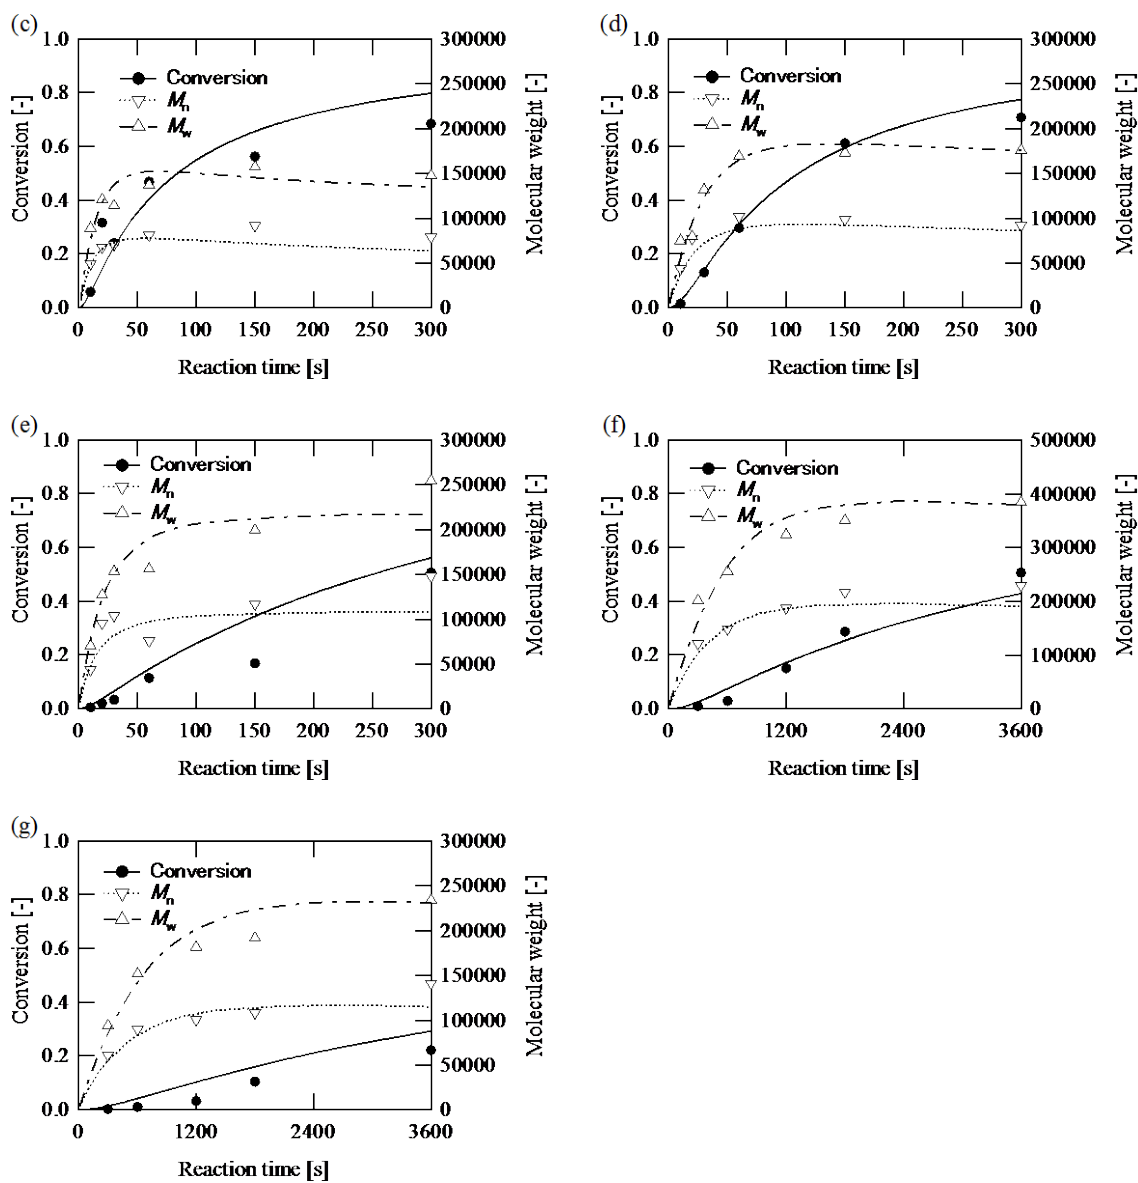 (c)
1.0
0.8
0.6
0.4
0.2
0.0
Conversion [-]
Conversion
Mn
Mw
300000
250000
200000
150000
100000
50000
0
Molecular weight [-]
0 50 100 150 200 250 300
Reaction time [s]
(d)
1.0
0.8
0.6
0.4
0.2
0.0
Conversion [-]
Conversion
Mn
Mw
300000
250000
200000
150000
100000
50000
0
Molecular weight [-]
0 50 100 150 200 250 300
Reaction time [s]
(e)
1.0
0.8
0.6
0.4
0.2
0.0
Conversion [-]
Conversion
Mn
Mw
300000
250000
200000
150000
100000
50000
0
Molecular weight [-]
0 50 100 150 200 250 300
Reaction time [s]
(f)
1.0
0.8
0.6
0.4
0.2
0.0
Conversion [-]
Conversion
Mn
Mw
500000
400000
300000
200000
100000
0
Molecular weight [-]
0 1200 2400 3600
Reaction time [s]
(g)
1.0
0.8
0.6
0.4
0.2
0.0
Conversion [-]
Conversion
Mn
Mw
300000
250000
200000
150000
100000
50000
0
Molecular weight [-]
0 1200 2400 3600
Reaction time [s]